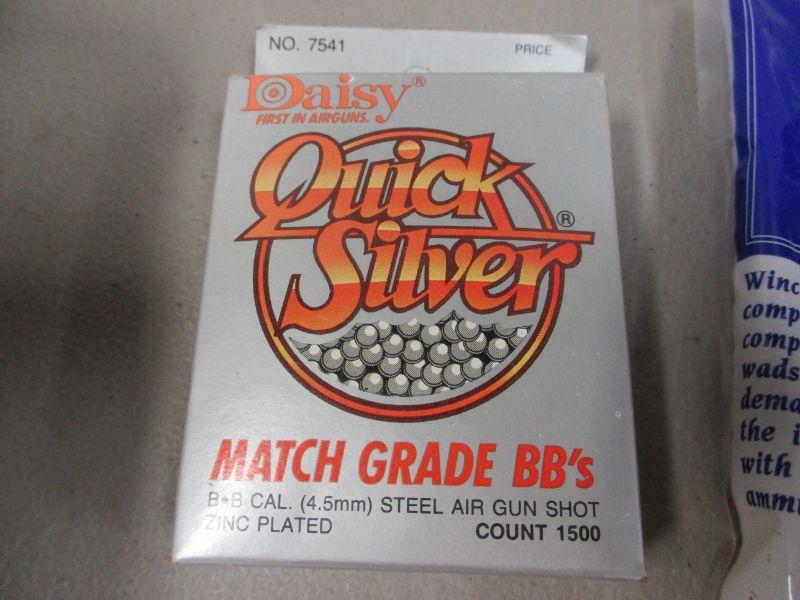 NO. 7541 PRICE
Daisy®
FIRST IN AIRGUNS.
Quick
Silver®
MATCH GRADE BB's
B•B CAL. (4.5mm) STEEL AIR GUN SHOT
ZINC PLATED COUNT 1500
Winc
comp
comp
wads
dema
the i
with
ammu